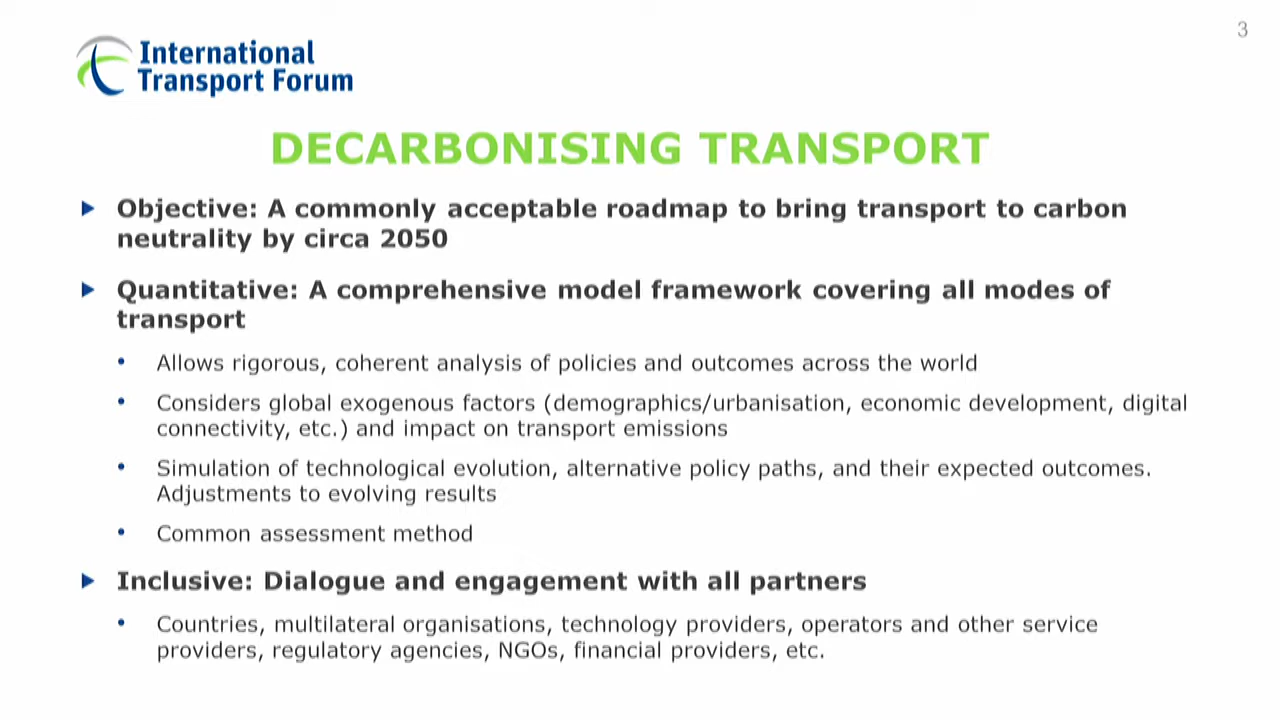 3
International
Transport Forum
DECARBONISING TRANSPORT
Objective: A commonly acceptable roadmap to bring transport to carbon
neutrality by circa 2050
Quantitative: A comprehensive model framework covering all modes of
transport
• Allows rigorous, coherent analysis of policies and outcomes across the world
• Considers global exogenous factors (demographics/urbanisation, economic development, digital
connectivity, etc.) and impact on transport emissions
• Simulation of technological evolution, alternative policy paths, and their expected outcomes.
Adjustments to evolving results
• Common assessment method
Inclusive: Dialogue and engagement with all partners
• Countries, multilateral organisations, technology providers, operators and other service
providers, regulatory agencies, NGOs, financial providers, etc.